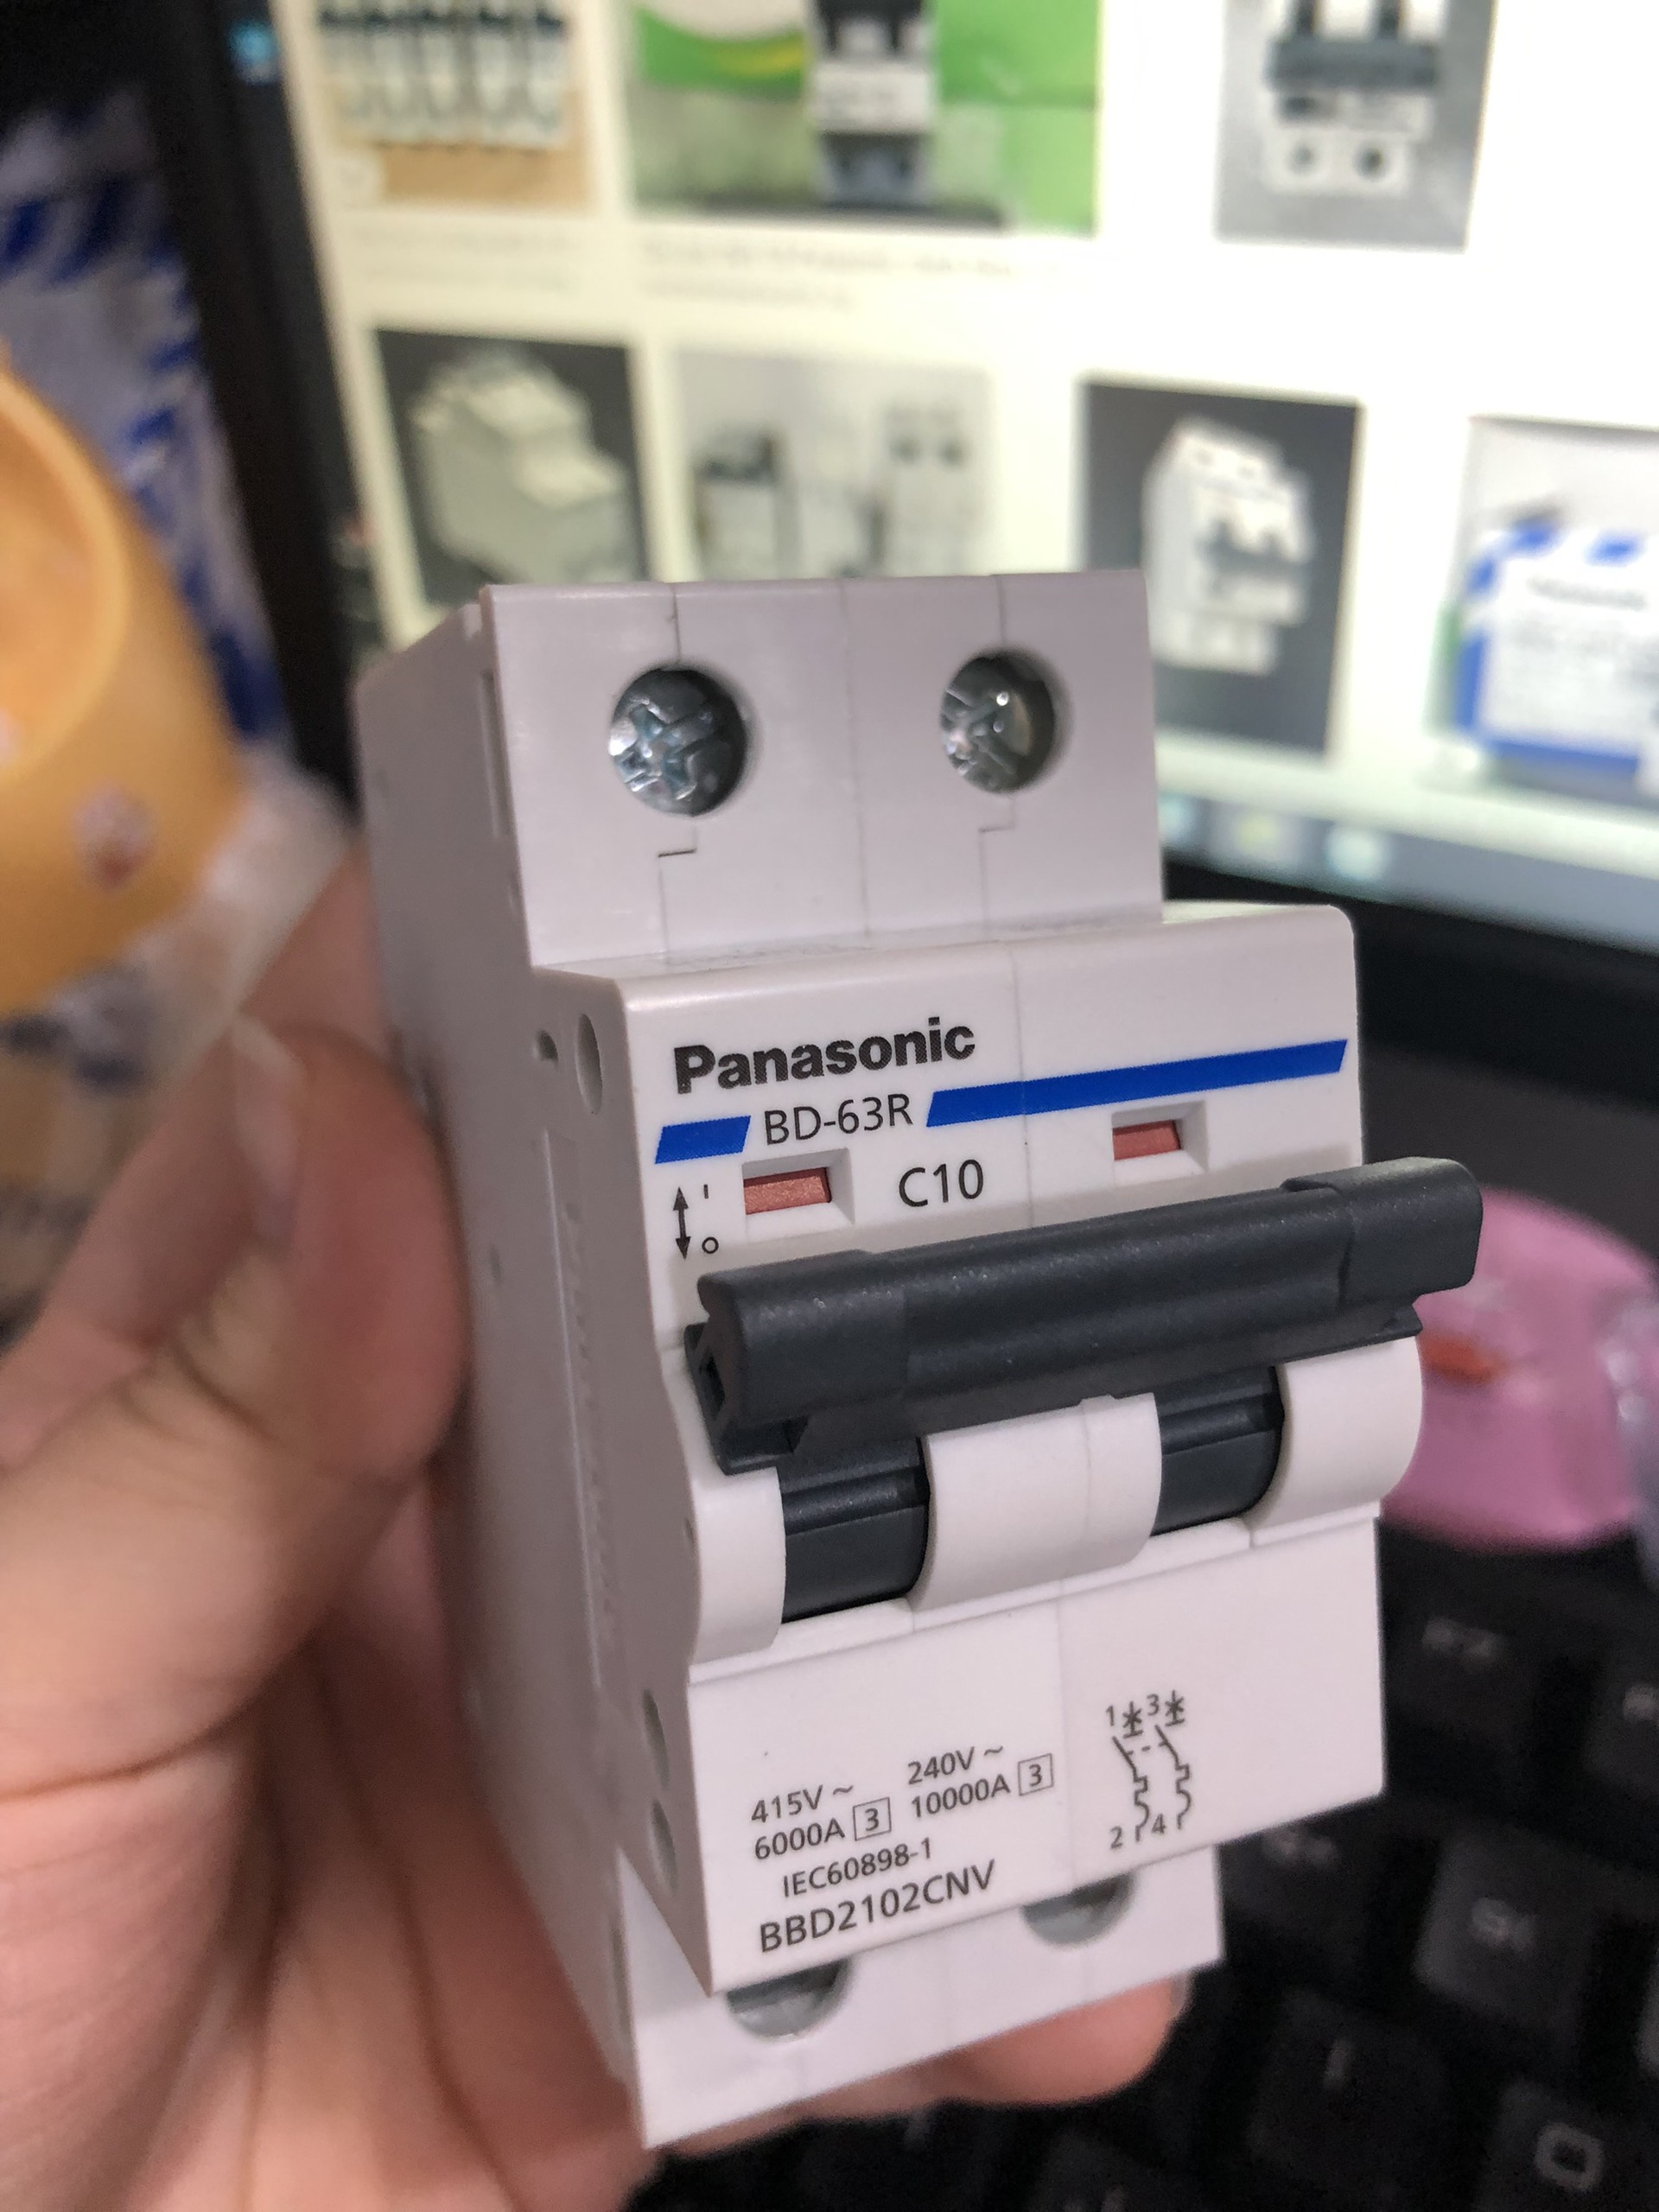 Panasonic
BD-63R
C10
I
O
415V~ 240V~
6000A 3 10000A 3
IEC60898-1
BBD2102CNV
1 3
2 4